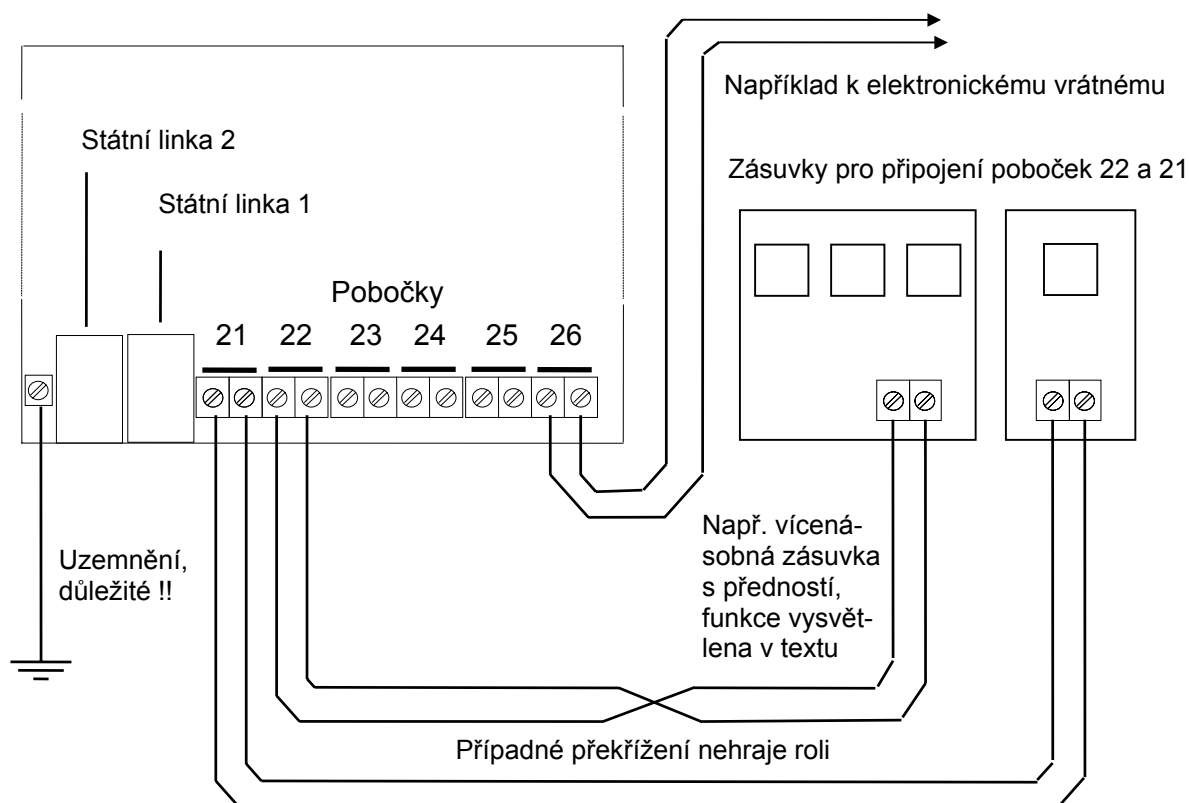 Například k elektronickému vrátnému
Státní linka 2
Zásuvky pro připojení poboček 22 a 21
Státní linka 1
Pobočky
21 22 23 24 25 26
Např. vícená-
sobná zásuvka
s předností,
funkce vysvět-
lena v textu
Uzemnění,
důležité !!
Případné překřížení nehraje roli